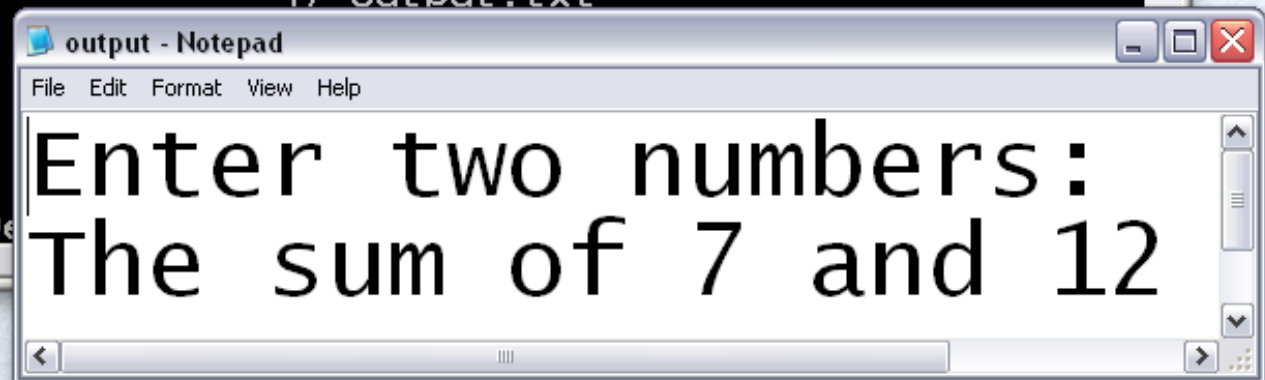 output - Notepad
File Edit Format View Help
Enter two numbers:
The sum of 7 and 12